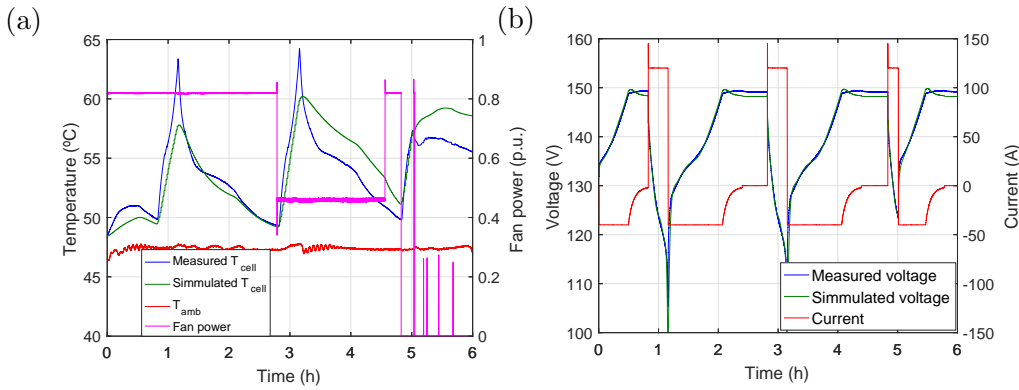 (a)
65
60
55
50
45
40
Temperature (ºC)
1
0.8
0.6
0.4
0.2
0
Fan power (p.u.)
Measured T_cell
Simmulated T_cell
T_amb
Fan power
0 1 2 3 4 5 6
Time (h)
(b)
160
150
140
130
120
110
100
Voltage (V)
150
100
50
0
-50
-100
-150
Current (A)
Measured voltage
Simmulated voltage
Current
0 1 2 3 4 5 6
Time (h)